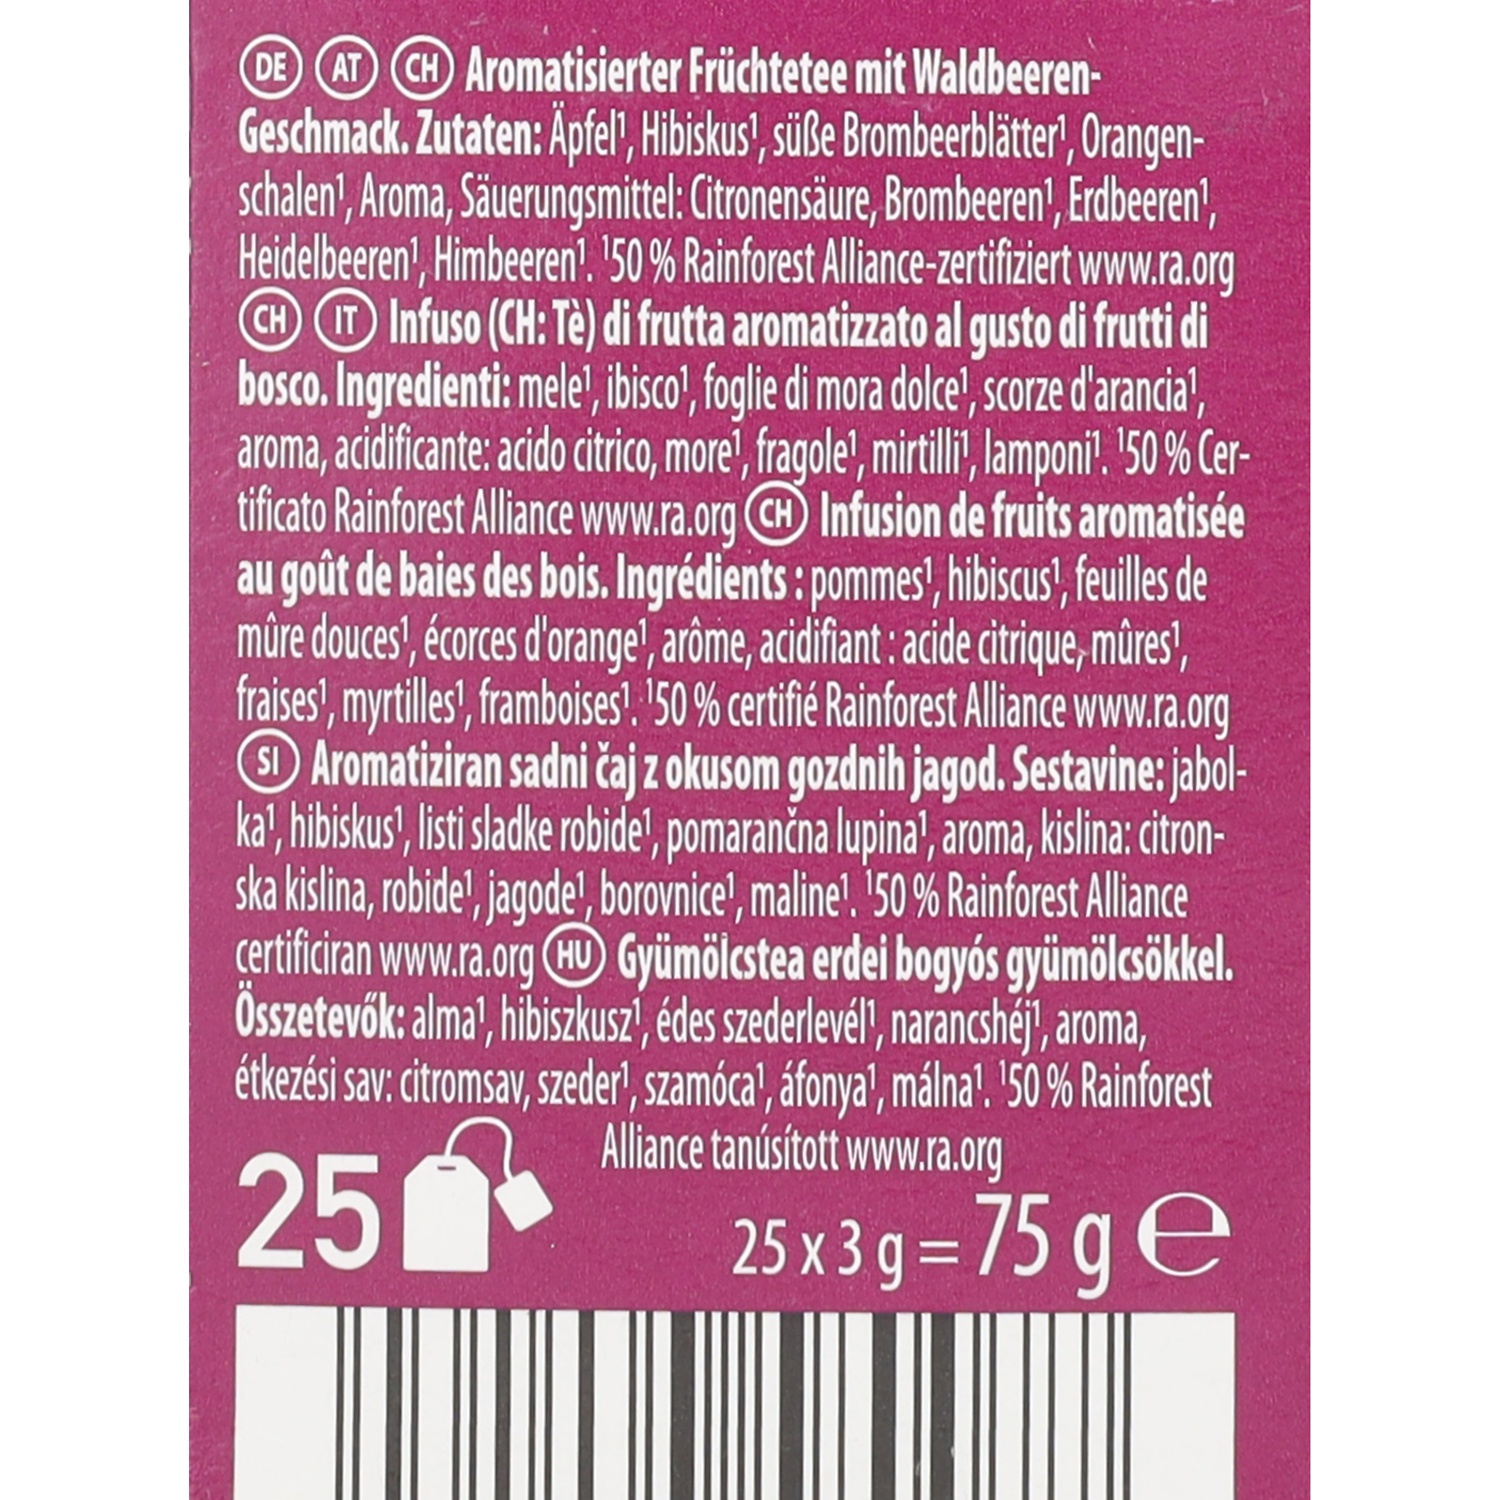 DE AT CH Aromatisierter Früchtetee mit Waldbeeren-
Geschmack. Zutaten: Äpfel¹, Hibiskus¹, süße Brombeerblätter¹, Orangen-
schalen¹, Aroma, Säuerungsmittel: Citronensäure, Brombeeren¹, Erdbeeren¹,
Heidelbeeren¹, Himbeeren¹. ¹50 % Rainforest Alliance-zertifiziert www.ra.org
CH IT Infuso (CH: Tè) di frutta aromatizzato al gusto di frutti di
bosco. Ingredienti: mele¹, ibisco¹, foglie di mora dolce¹, scorze d'arancia¹,
aroma, acidificante: acido citrico, more¹, fragole¹, mirtilli¹, lamponi¹. ¹50 % Cer-
tificato Rainforest Alliance www.ra.org CH Infusion de fruits aromatisée
au goût de baies des bois. Ingrédients : pommes¹, hibiscus¹, feuilles de
mûre douces¹, écorces d'orange¹, arôme, acidifiant : acide citrique, mûres¹,
fraises¹, myrtilles¹, framboises¹. ¹50 % certifié Rainforest Alliance www.ra.org
SI Aromatiziran sadni čaj z okusom gozdnih jagod. Sestavine: jabol-
ka¹, hibiskus¹, listi sladke robide¹, pomarančna lupina¹, aroma, kislina: citron-
ska kislina, robide¹, jagode¹, borovnice¹, maline¹. ¹50 % Rainforest Alliance
certificiran www.ra.org HU Gyümölcstea erdei bogyós gyümölcsökkel.
Összetevők: alma¹, hibiszkusz¹, édes szederlevél¹, narancshéj¹, aroma,
étkezési sav: citromsav, szeder¹, szamóca¹, áfonya¹, málna¹. ¹50 % Rainforest
Alliance tanúsított www.ra.org
25
25 x 3 g = 75 g ℮